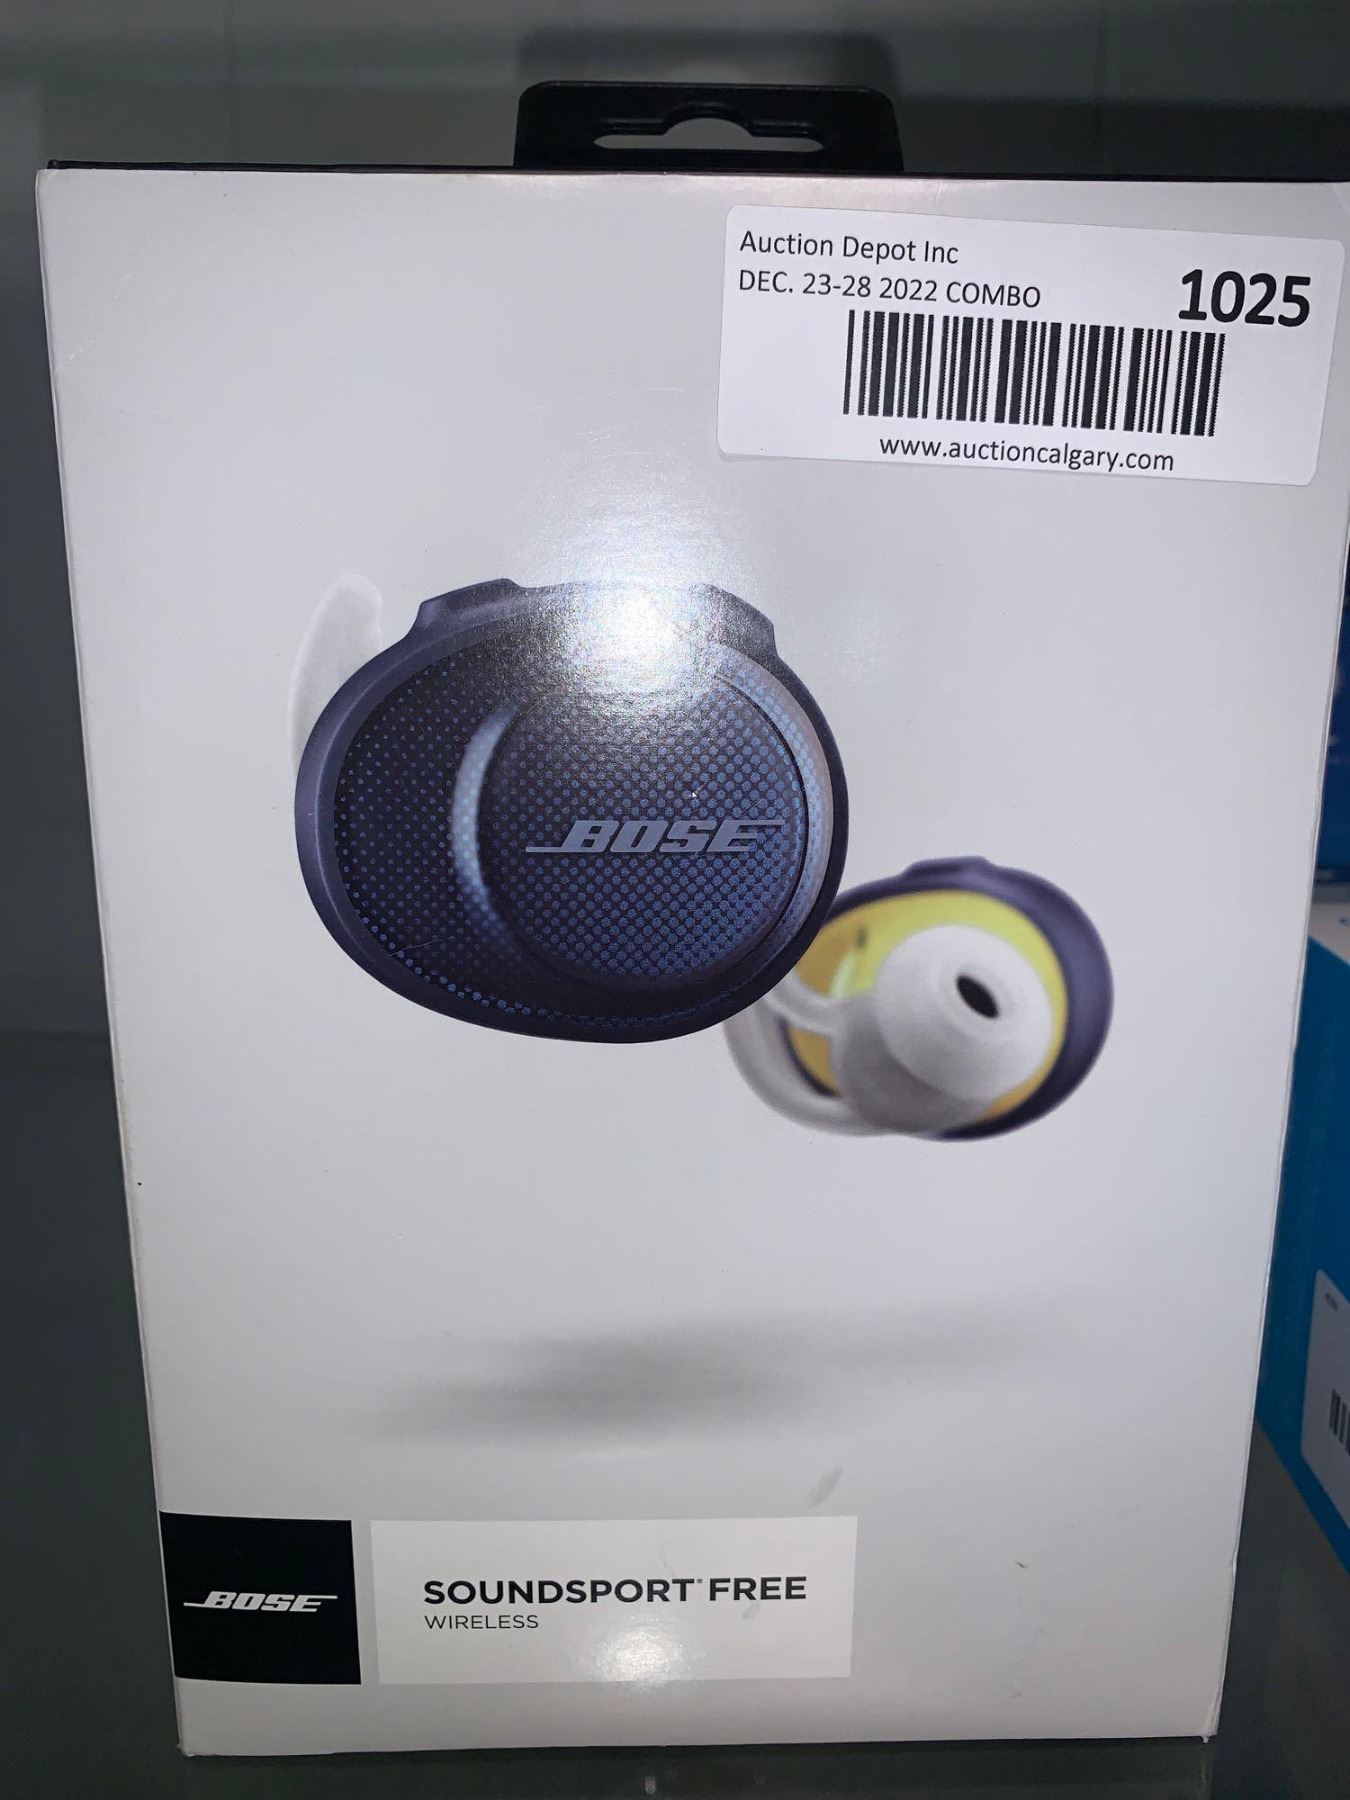 Auction Depot Inc
DEC. 23-28 2022 COMBO
1025
www.auctioncalgary.com
BOSE
BOSE
SOUNDSPORT® FREE
WIRELESS